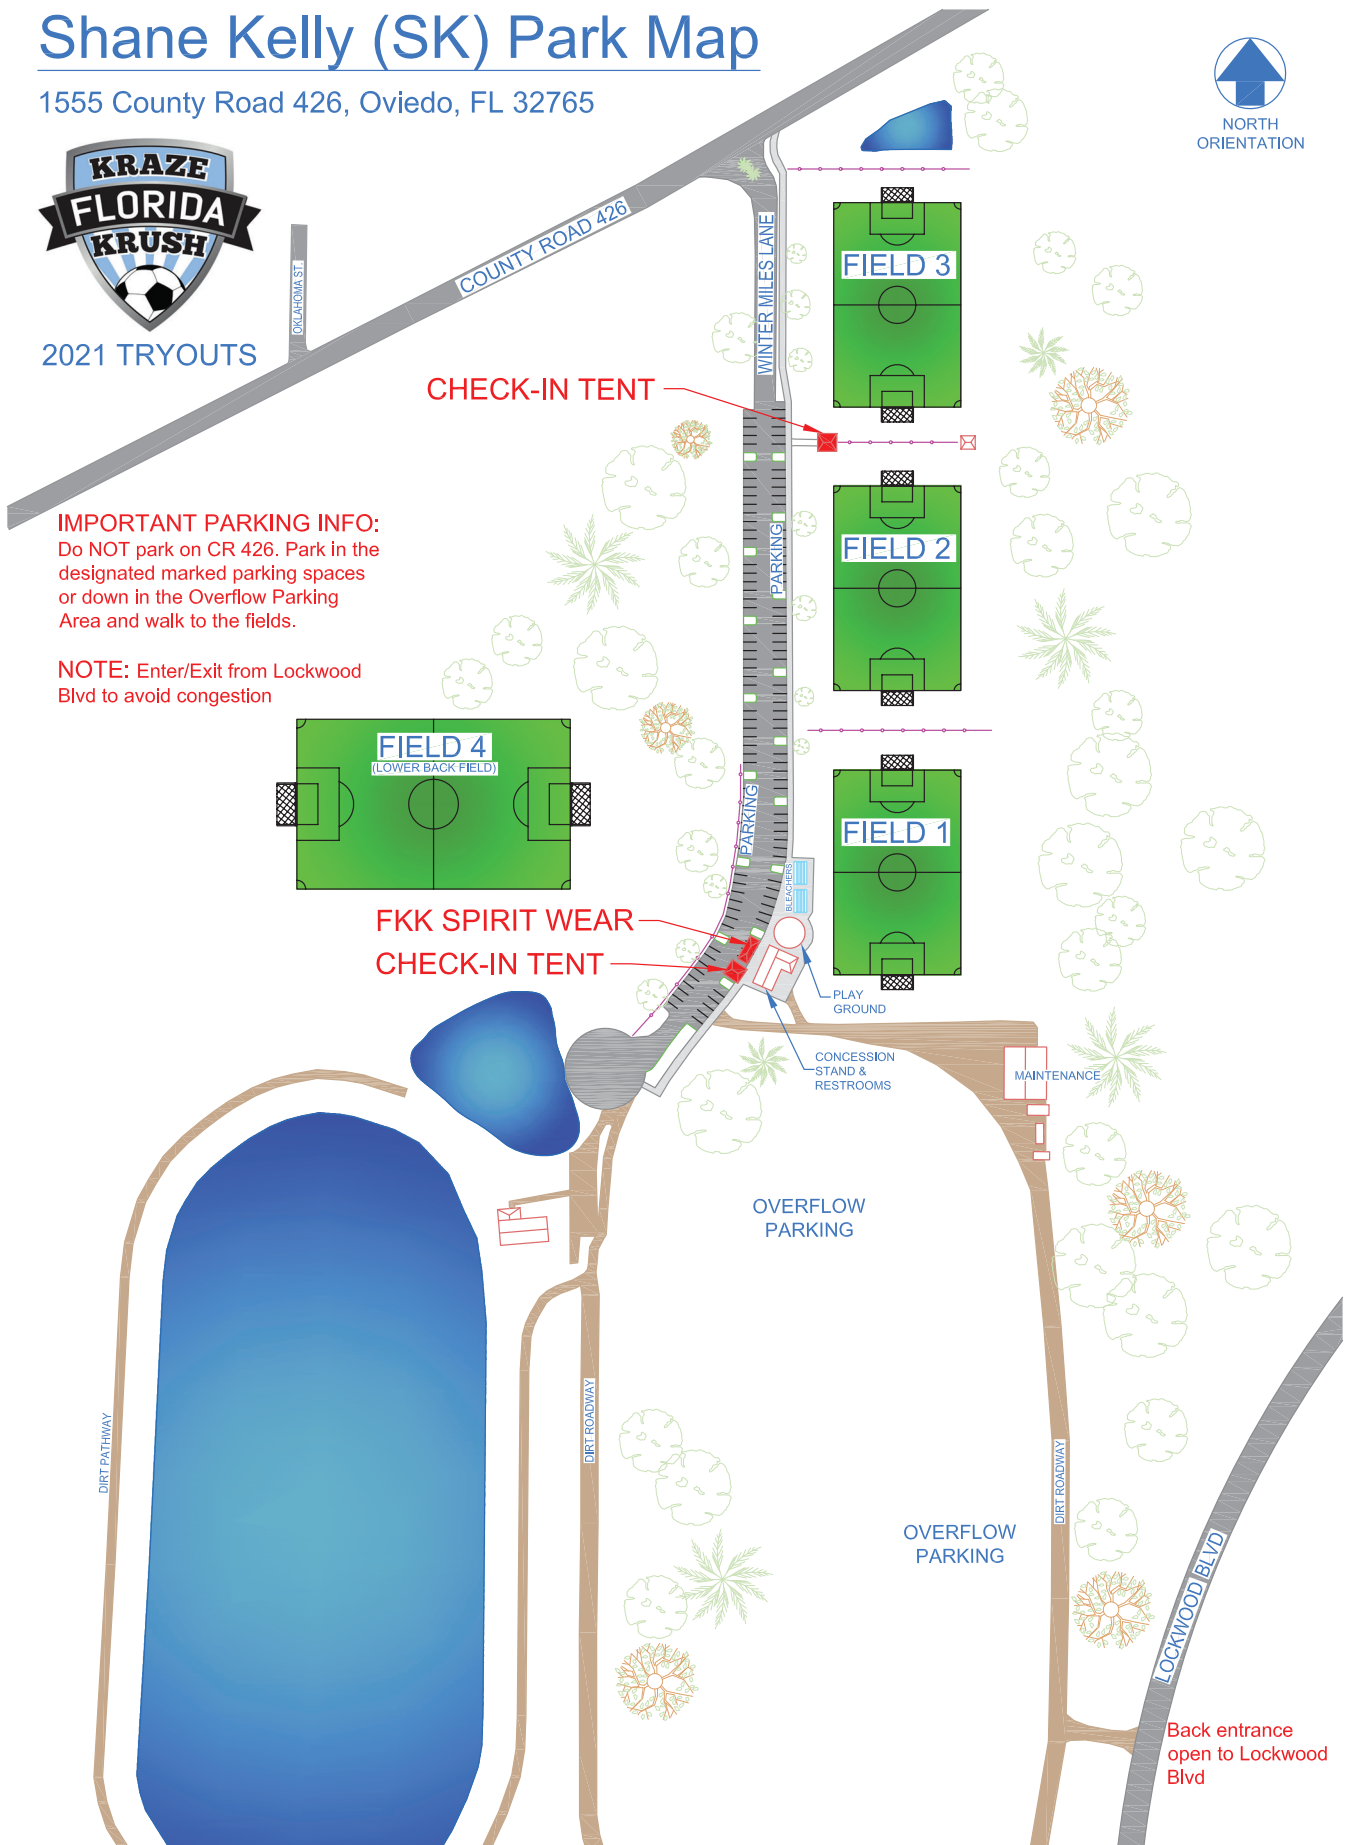 Shane Kelly (SK) Park Map
1555 County Road 426, Oviedo, FL 32765
NORTH
ORIENTATION
KRAZE
FLORIDA
KRUSH
2021 TRYOUTS
OKLAHOMA ST.
COUNTY ROAD 426
WINTER MILES LANE
FIELD 3
CHECK-IN TENT
IMPORTANT PARKING INFO:
Do NOT park on CR 426. Park in the
designated marked parking spaces
or down in the Overflow Parking
Area and walk to the fields.
NOTE: Enter/Exit from Lockwood
Blvd to avoid congestion
PARKING
FIELD 2
FIELD 4
(LOWER BACK FIELD)
PARKING
FIELD 1
BLEACHERS
FKK SPIRIT WEAR
CHECK-IN TENT
PLAY
GROUND
CONCESSION
STAND &
RESTROOMS
MAINTENANCE
OVERFLOW
PARKING
DIRT PATHWAY
DIRT ROADWAY
DIRT ROADWAY
OVERFLOW
PARKING
LOCKWOOD BLVD
Back entrance
open to Lockwood
Blvd